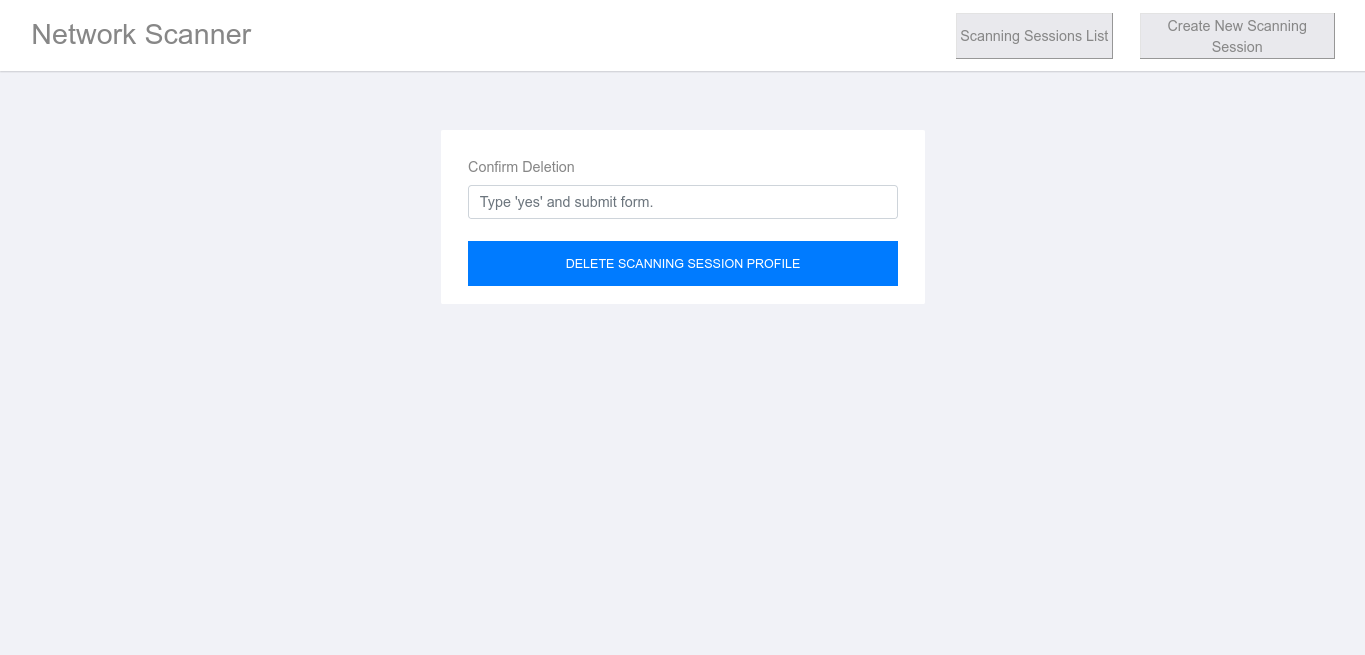 Network Scanner
Scanning Sessions List
Create New Scanning
Session
Confirm Deletion
Type 'yes' and submit form.
DELETE SCANNING SESSION PROFILE